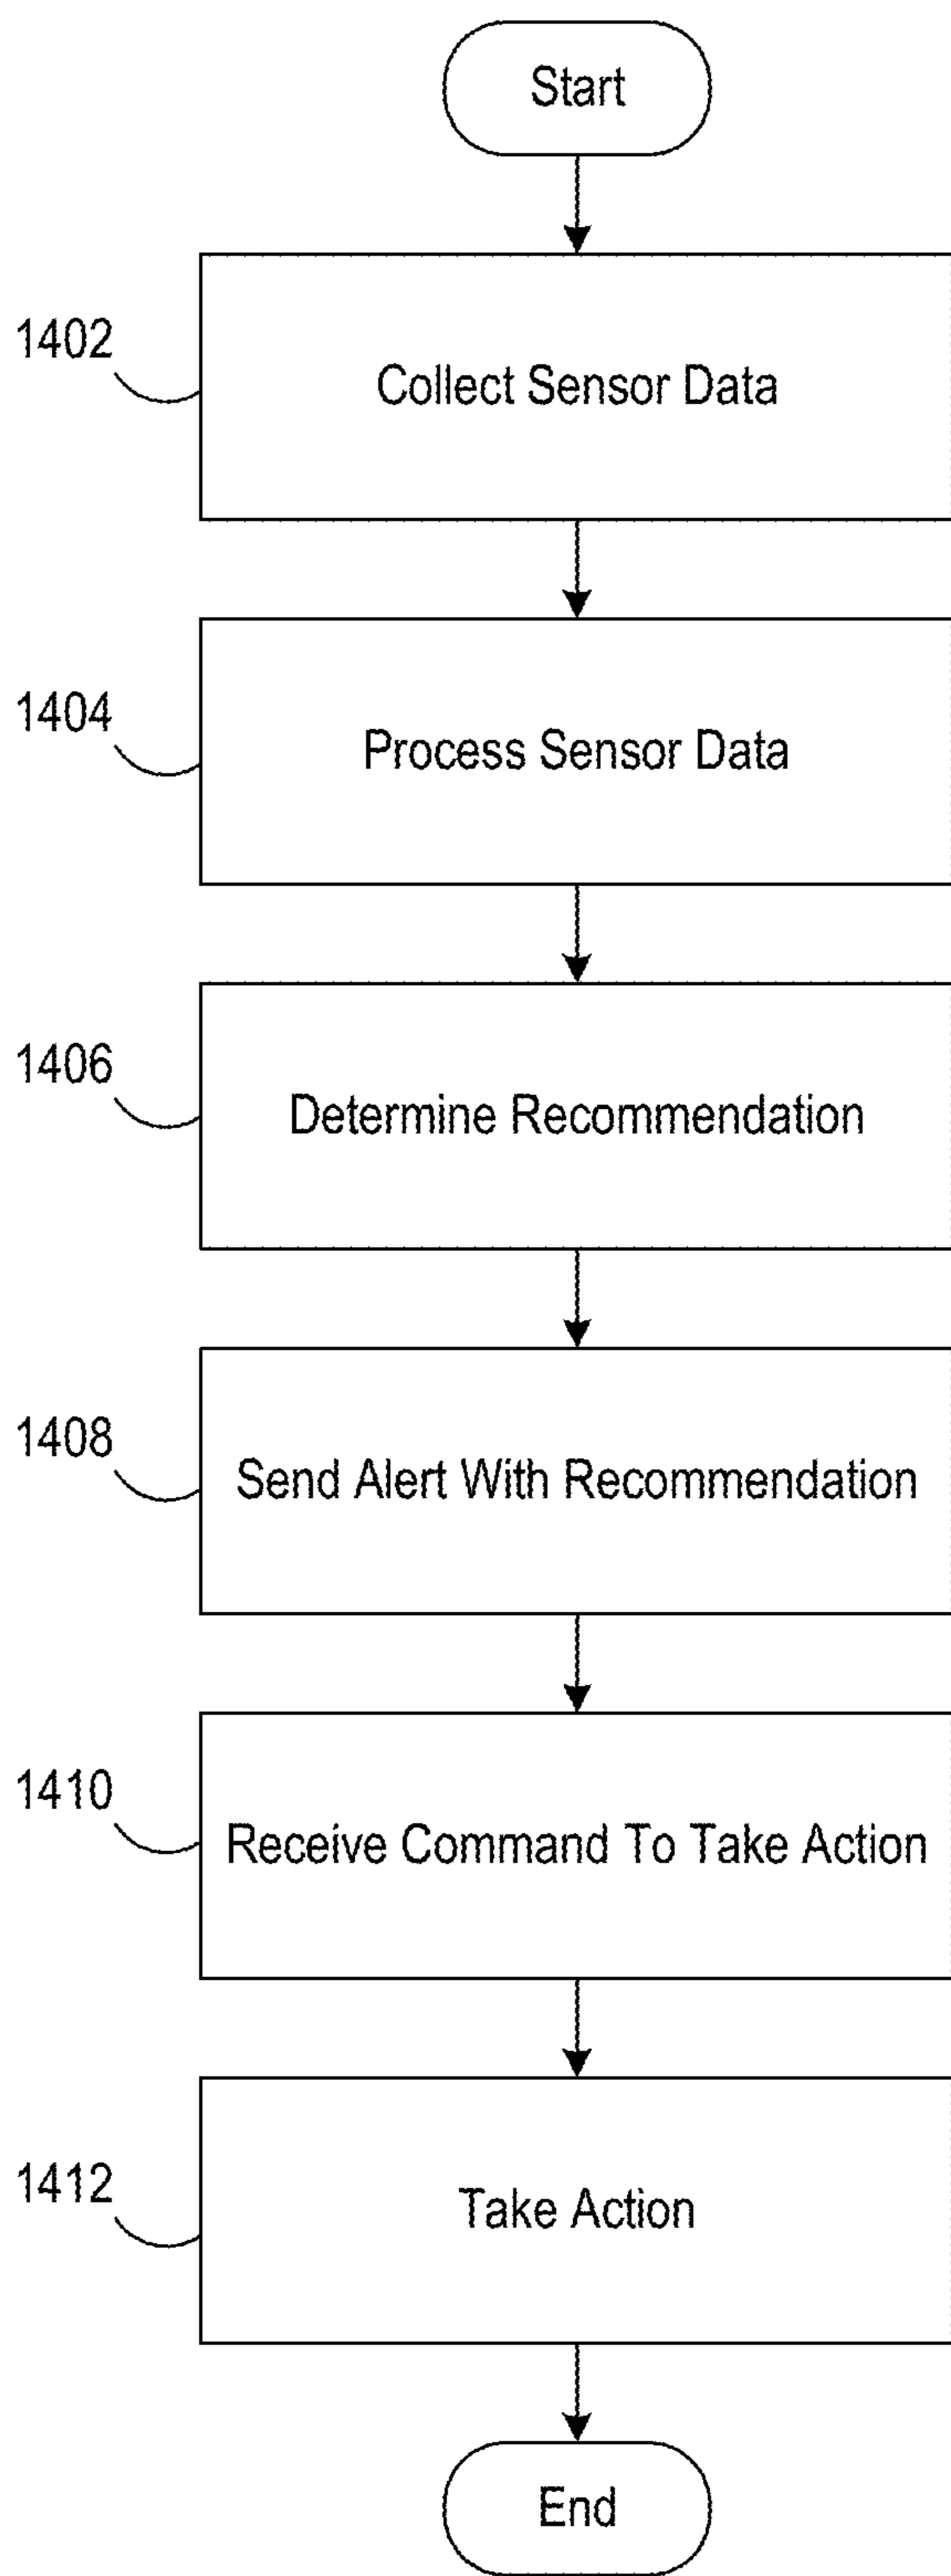 Start
1402
Collect Sensor Data
1404
Process Sensor Data
1406
Determine Recommendation
1408
Send Alert With Recommendation
1410
Receive Command To Take Action
1412
Take Action
End